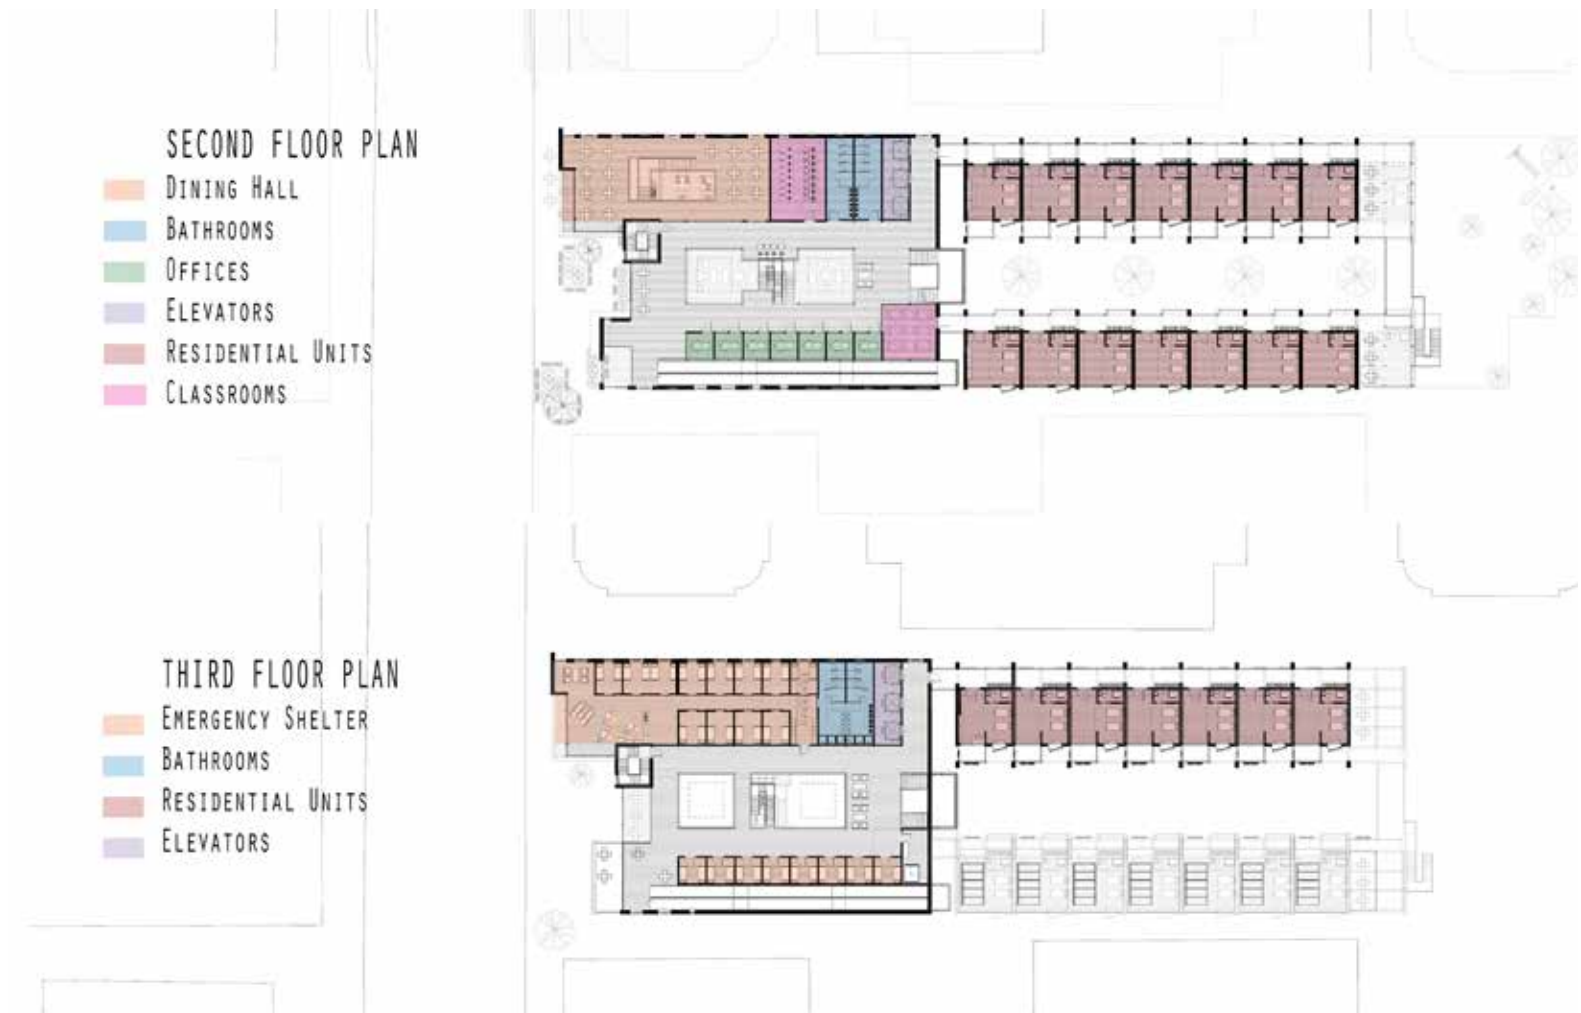 SECOND FLOOR PLAN
DINING HALL
BATHROOMS
OFFICES
ELEVATORS
RESIDENTIAL UNITS
CLASSROOMS
THIRD FLOOR PLAN
EMERGENCY SHELTER
BATHROOMS
RESIDENTIAL UNITS
ELEVATORS